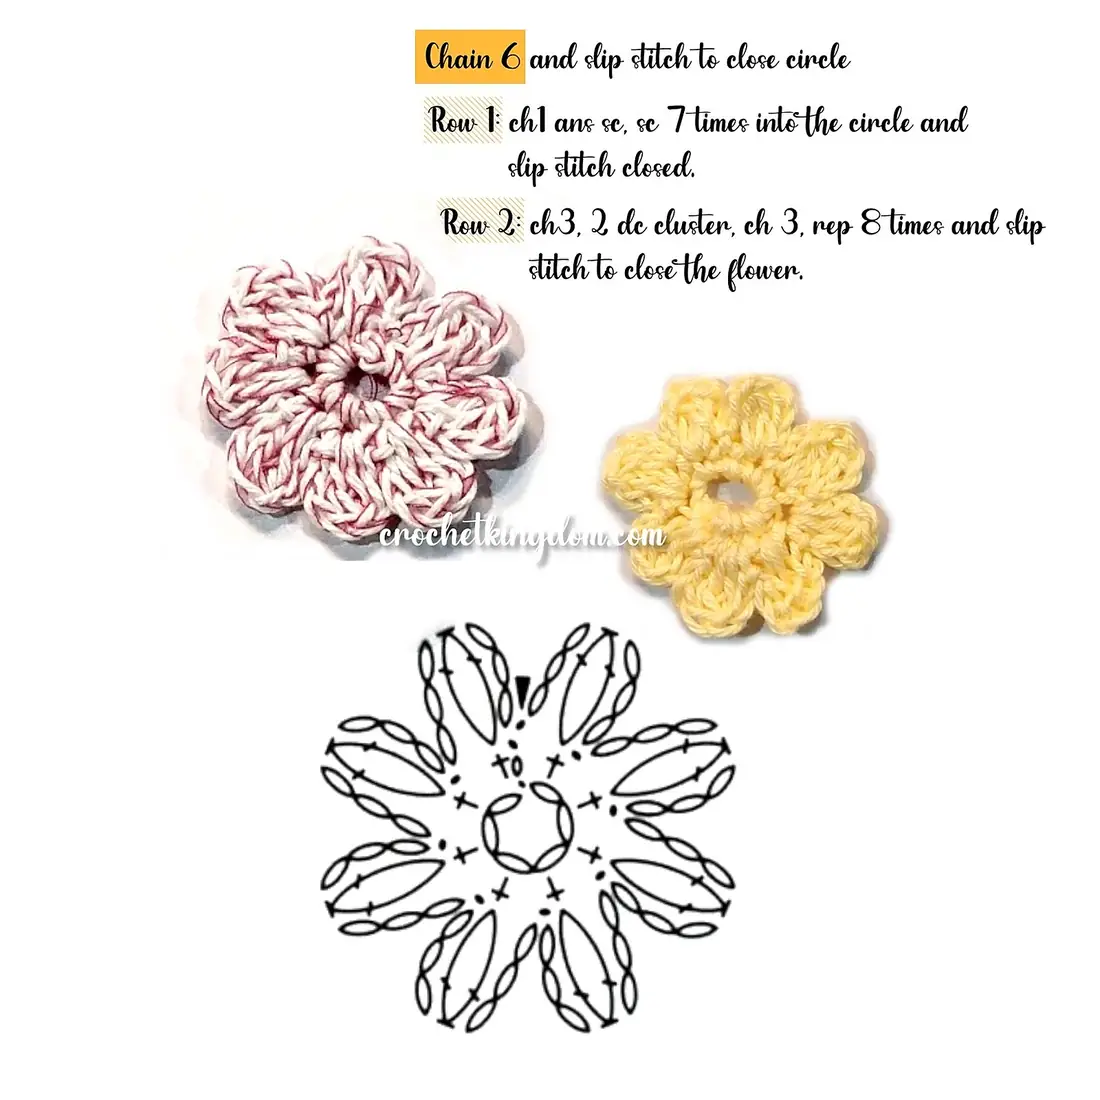 Chain 6 and slip stitch to close circle
Row 1: ch1 ans sc, sc 7 times into the circle and
slip stitch closed.
Row 2: ch3, 2 dc cluster, ch 3, rep 8 times and slip
stitch to close the flower.
crochetkingdom.com